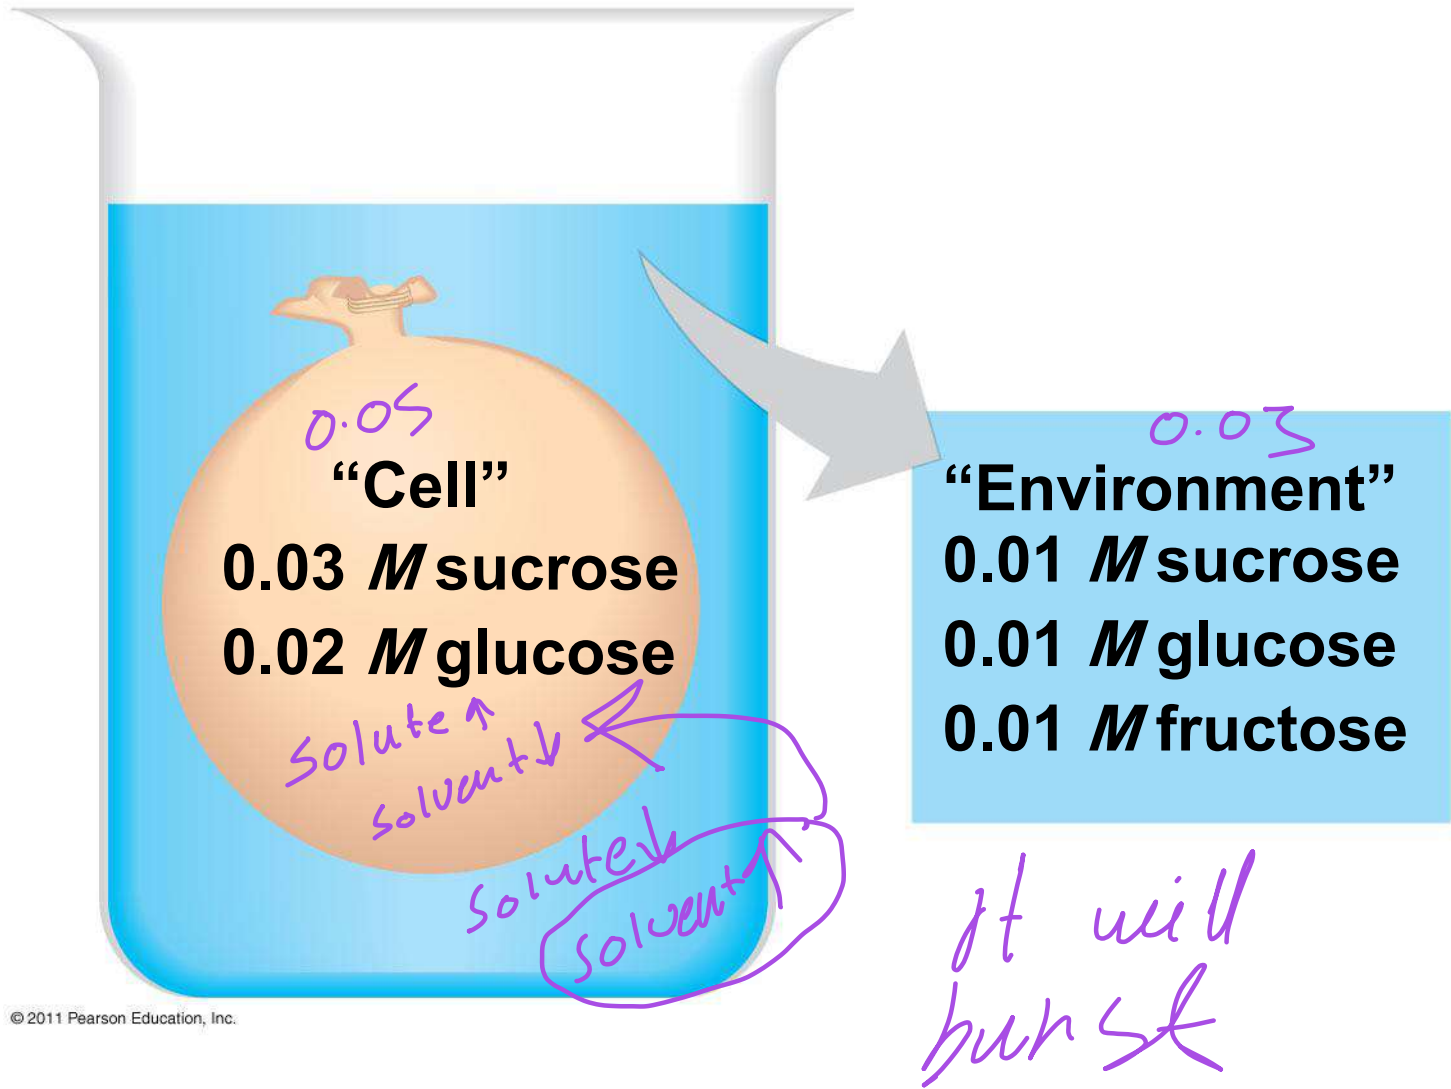 0.05
“Cell”
0.03 M sucrose
0.02 M glucose
Solute ↑
Solvent ↓
Solute ↓
Solvent ↑
0.03
“Environment”
0.01 M sucrose
0.01 M glucose
0.01 M fructose
It will
burst
© 2011 Pearson Education, Inc.